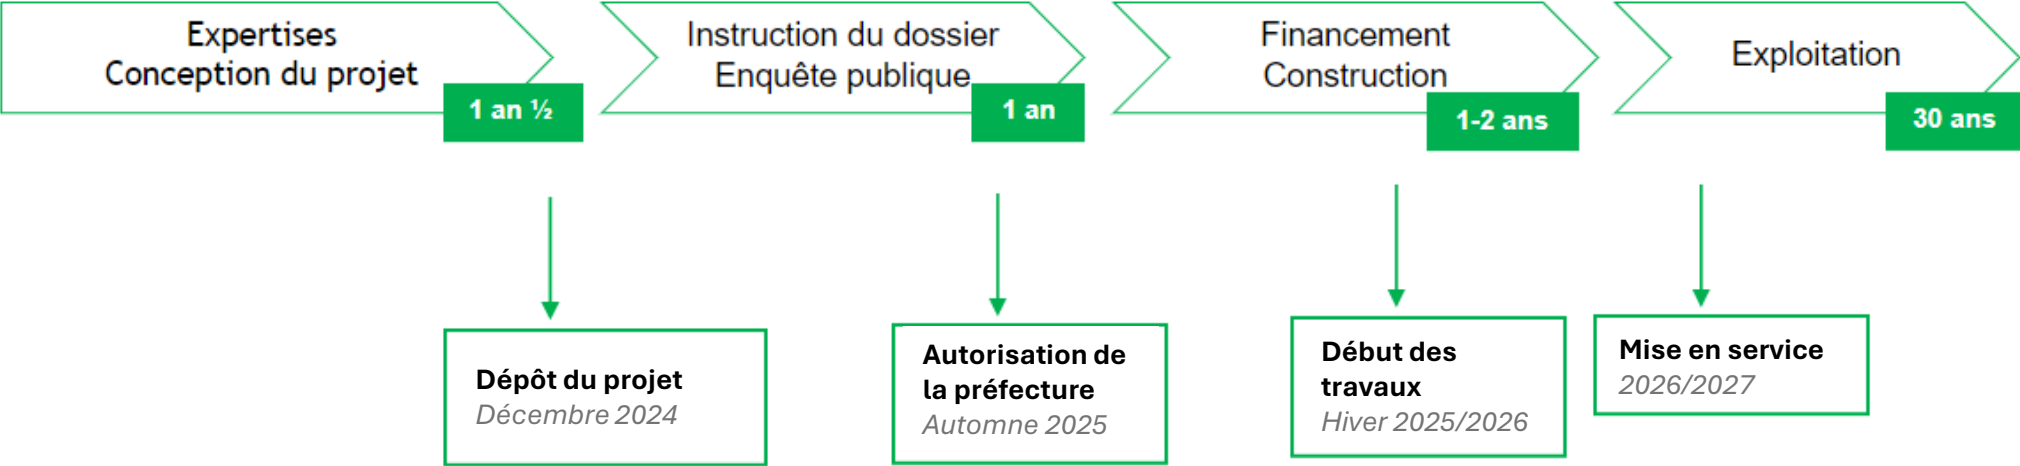 Expertises
Conception du projet
1 an ½
Instruction du dossier
Enquête publique
1 an
Financement
Construction
1-2 ans
Exploitation
30 ans
Dépôt du projet
Décembre 2024
Autorisation de
la préfecture
Automne 2025
Début des
travaux
Hiver 2025/2026
Mise en service
2026/2027